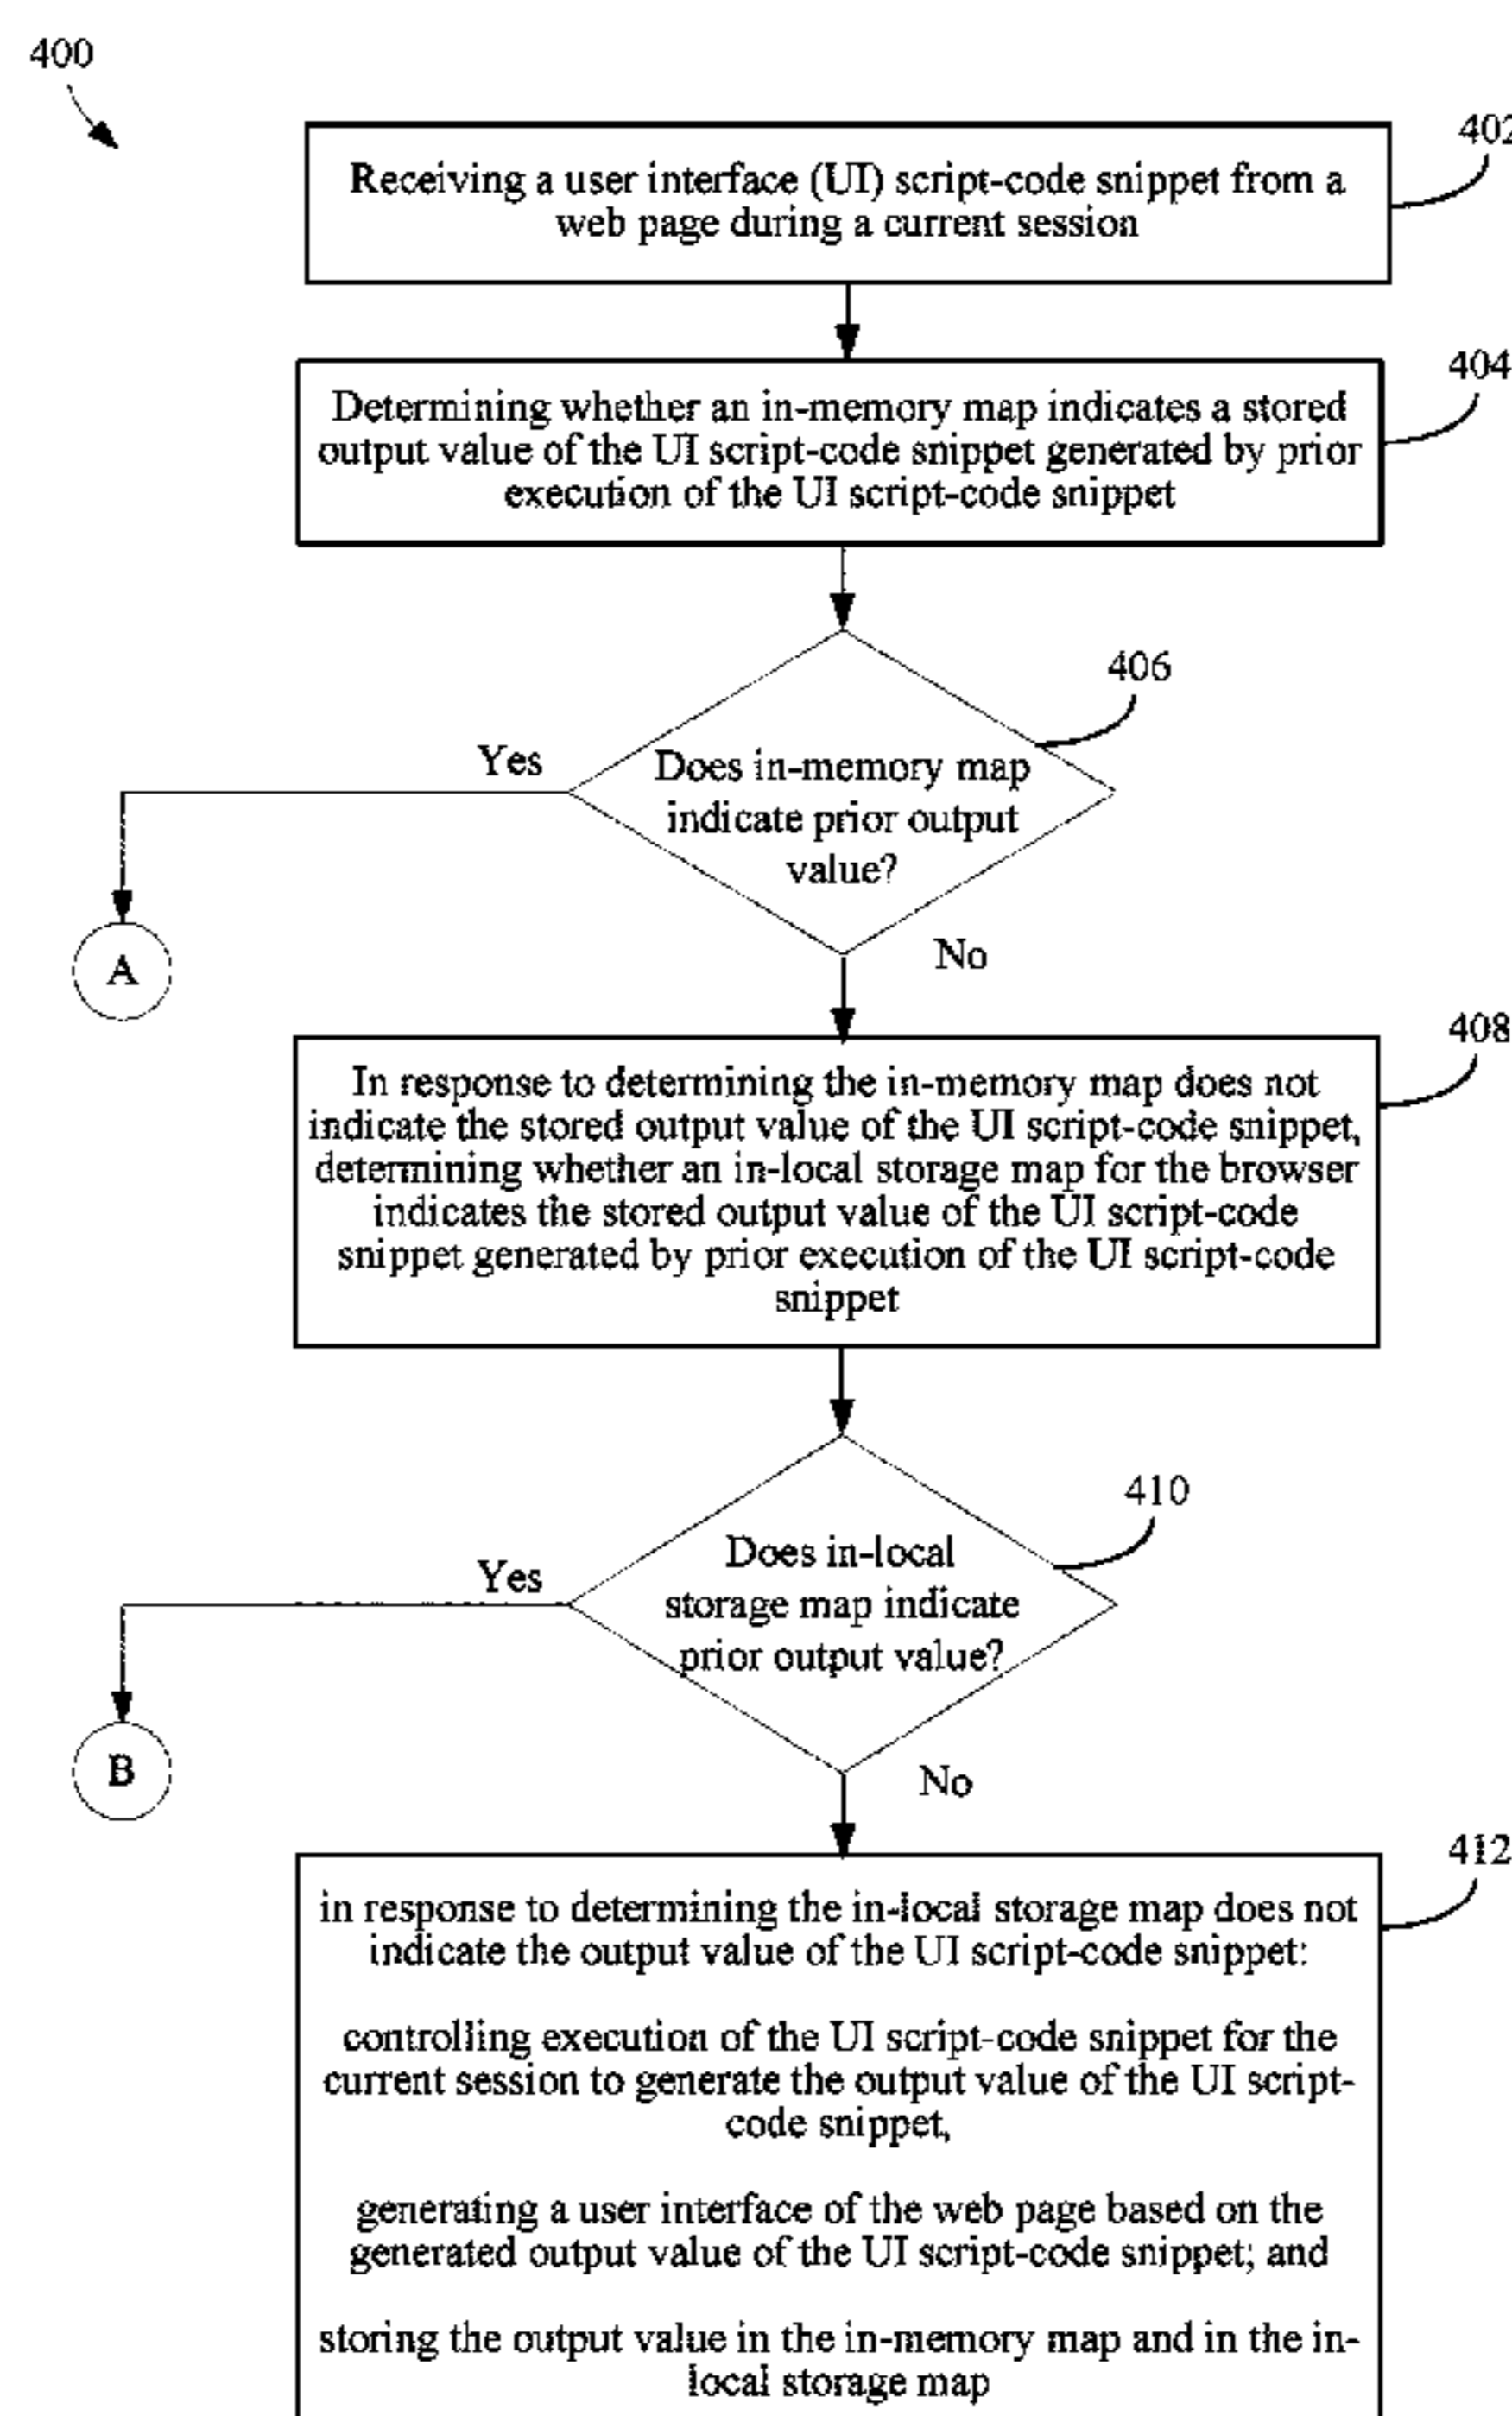 400
402
Receiving a user interface (UI) script-code snippet from a
web page during a current session
404
Determining whether an in-memory map indicates a stored
output value of the UI script-code snippet generated by prior
execution of the UI script-code snippet
406
Yes
Does in-memory map
indicate prior output
value?
A
No
408
In response to determining the in-memory map does not
indicate the stored output value of the UI script-code snippet,
determining whether an in-local storage map for the browser
indicates the stored output value of the UI script-code
snippet generated by prior execution of the UI script-code
snippet
410
Yes
Does in-local
storage map indicate
prior output value?
B
No
412
in response to determining the in-local storage map does not
indicate the output value of the UI script-code snippet:
controlling execution of the UI script-code snippet for the
current session to generate the output value of the UI script-
code snippet,
generating a user interface of the web page based on the
generated output value of the UI script-code snippet; and
storing the output value in the in-memory map and in the in-
local storage map